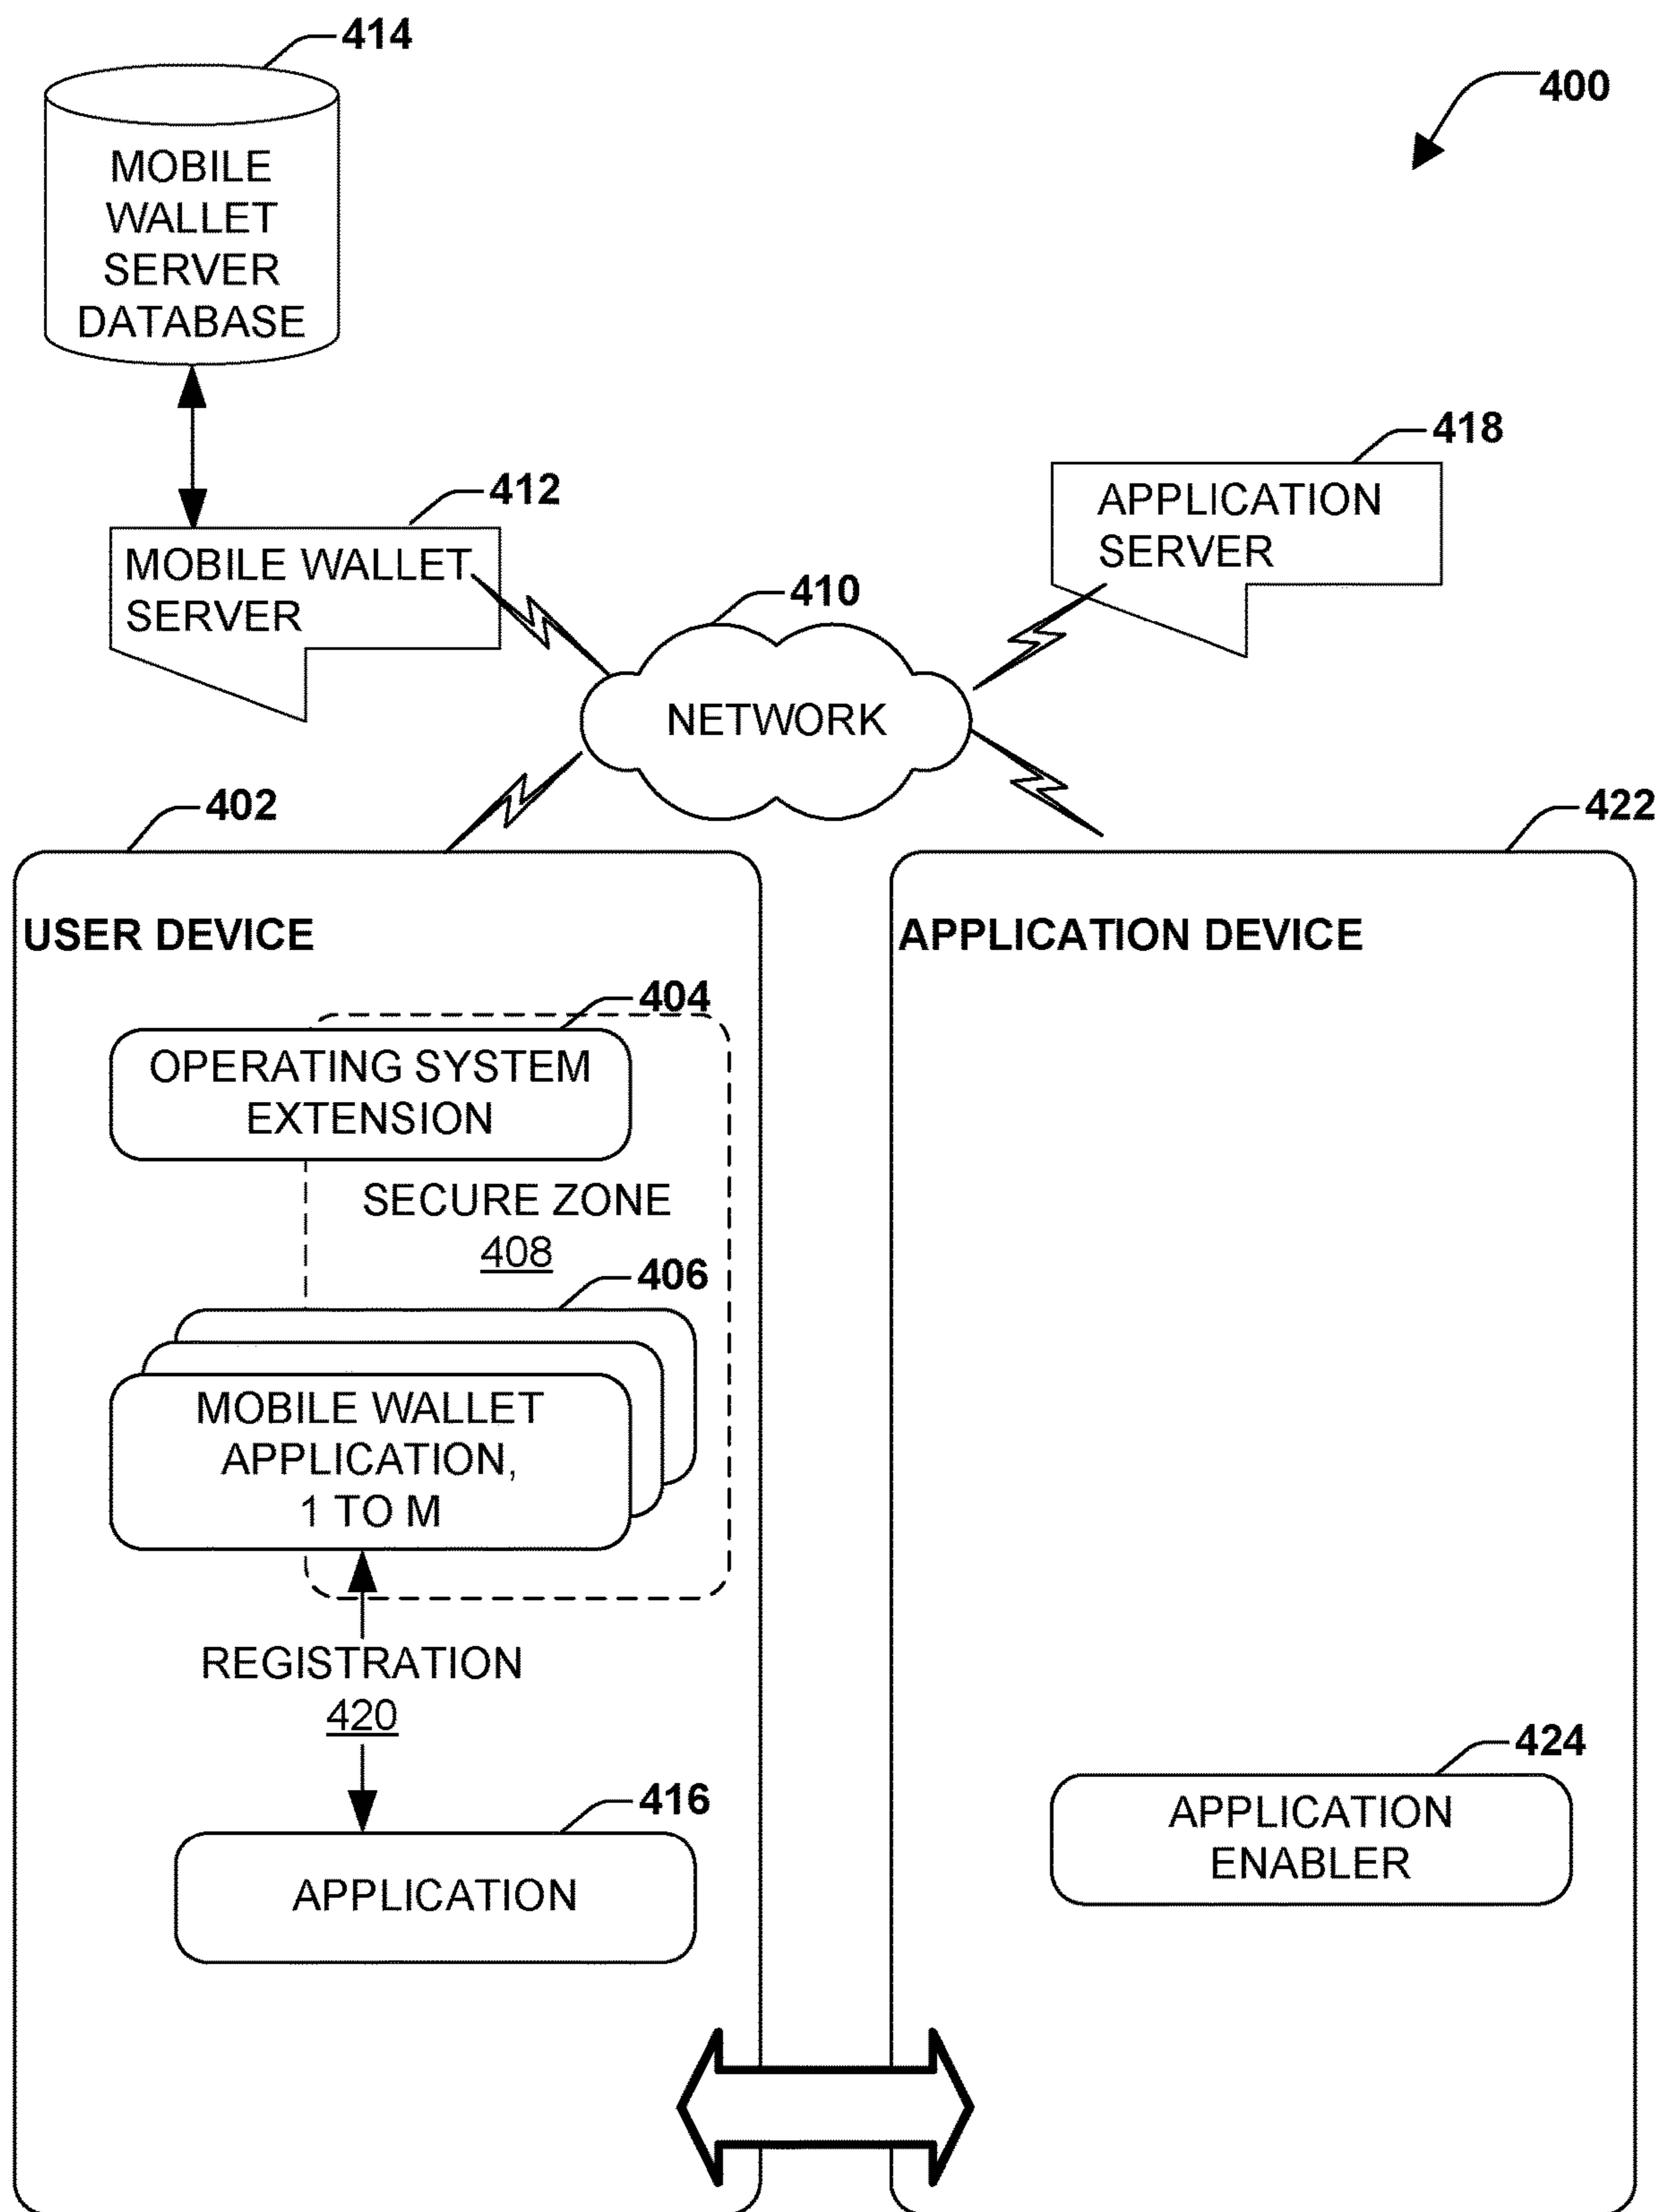 414
400
MOBILE
WALLET
SERVER
DATABASE
418
412
APPLICATION
SERVER
MOBILE WALLET
SERVER
410
NETWORK
402
422
USER DEVICE
APPLICATION DEVICE
404
OPERATING SYSTEM
EXTENSION
SECURE ZONE
408
406
MOBILE WALLET
APPLICATION,
1 TO M
REGISTRATION
420
424
416
APPLICATION
ENABLER
APPLICATION